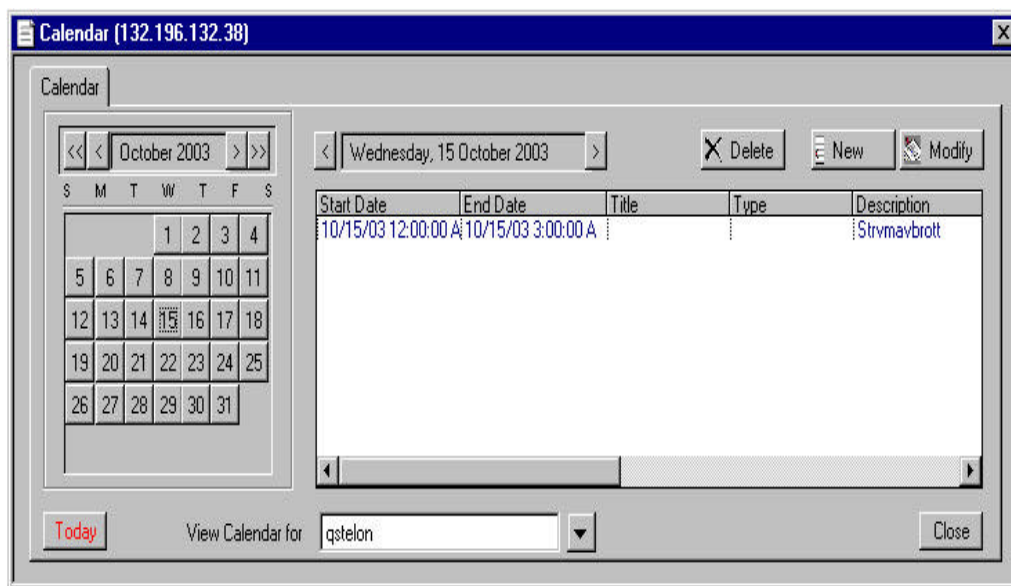 Calendar (132.196.132.38)
Calendar
<< < October 2003 > >>
S M T W T F S
1 2 3 4
5 6 7 8 9 10 11
12 13 14 15 16 17 18
19 20 21 22 23 24 25
26 27 28 29 30 31
< Wednesday, 15 October 2003 >
Delete New Modify
Start Date End Date Title Type Description
10/15/03 12:00:00 A 10/15/03 3:00:00 A Strvmavbrott
Today View Calendar for qstelon Close